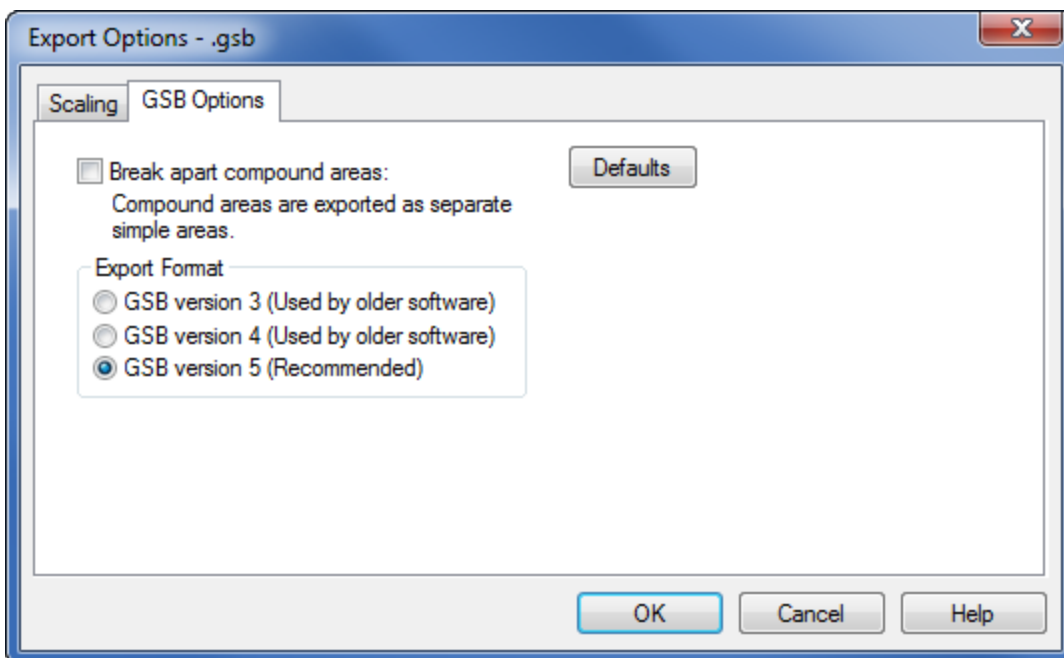 Export Options - .gsb
Scaling
GSB Options
Break apart compound areas:
Compound areas are exported as separate
simple areas.
Defaults
Export Format
GSB version 3 (Used by older software)
GSB version 4 (Used by older software)
GSB version 5 (Recommended)
OK
Cancel
Help